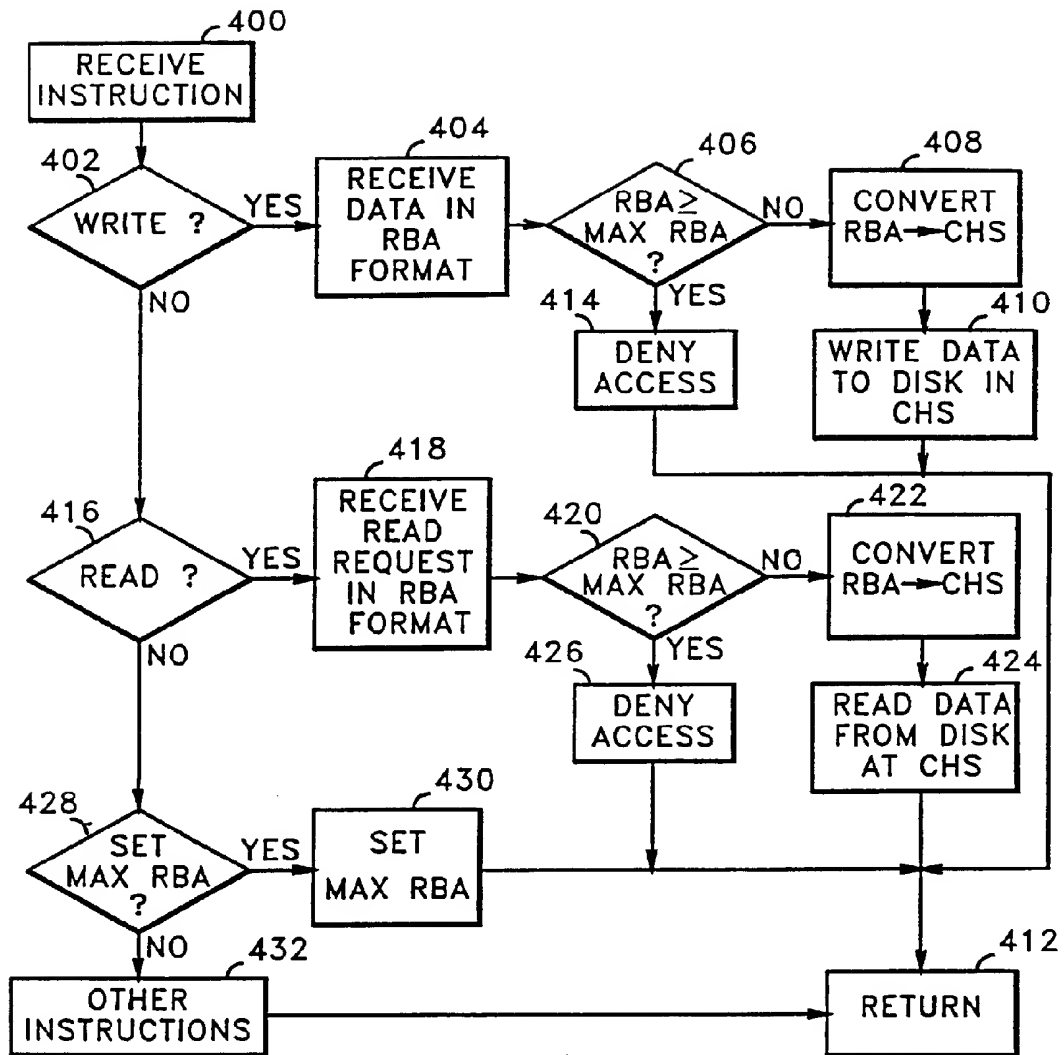 400
RECEIVE
INSTRUCTION
402
WRITE ?
YES
NO
404
RECEIVE
DATA IN
RBA
FORMAT
406
RBA≥
MAX RBA
?
NO
YES
408
CONVERT
RBA→CHS
414
DENY
ACCESS
410
WRITE DATA
TO DISK IN
CHS
416
READ ?
YES
NO
418
RECEIVE
READ
REQUEST
IN RBA
FORMAT
420
RBA≥
MAX RBA
?
NO
YES
422
CONVERT
RBA→CHS
426
DENY
ACCESS
424
READ DATA
FROM DISK
AT CHS
428
SET
MAX RBA
?
YES
NO
430
SET
MAX RBA
432
OTHER
INSTRUCTIONS
412
RETURN